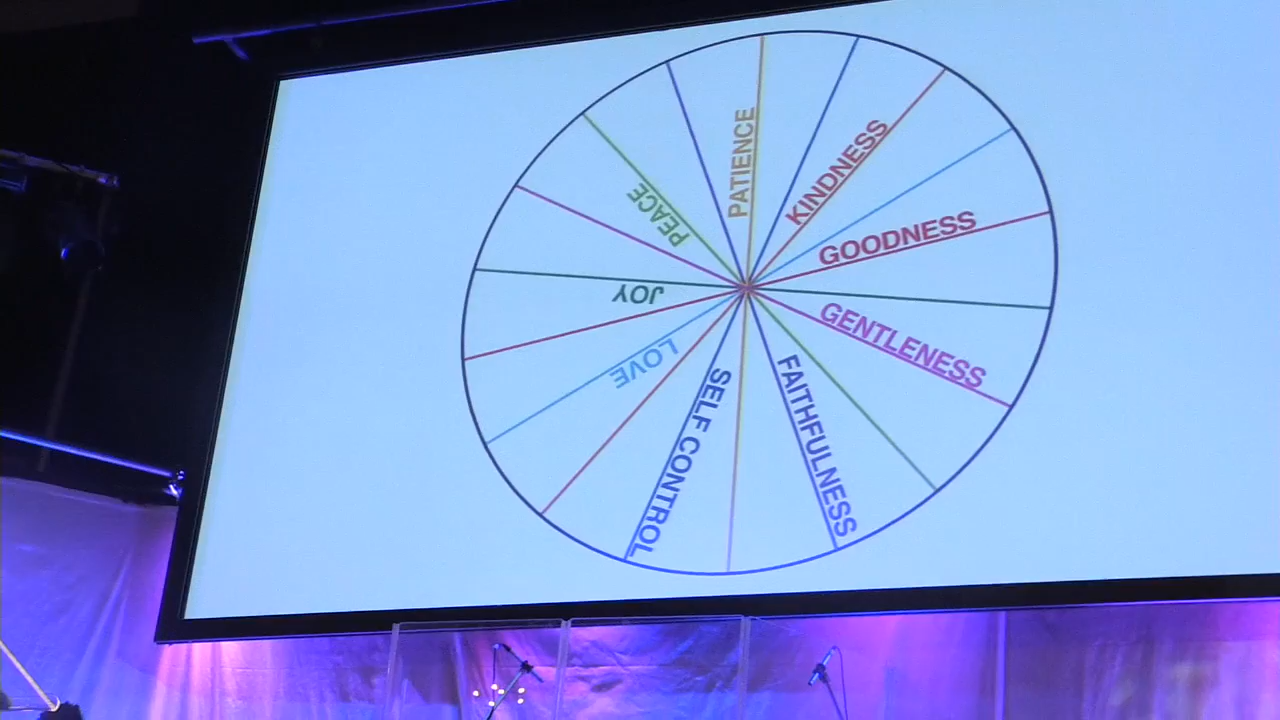 PATIENCE
KINDNESS
PEACE
GOODNESS
JOY
GENTLENESS
LOVE
FAITHFULNESS
SELF CONTROL